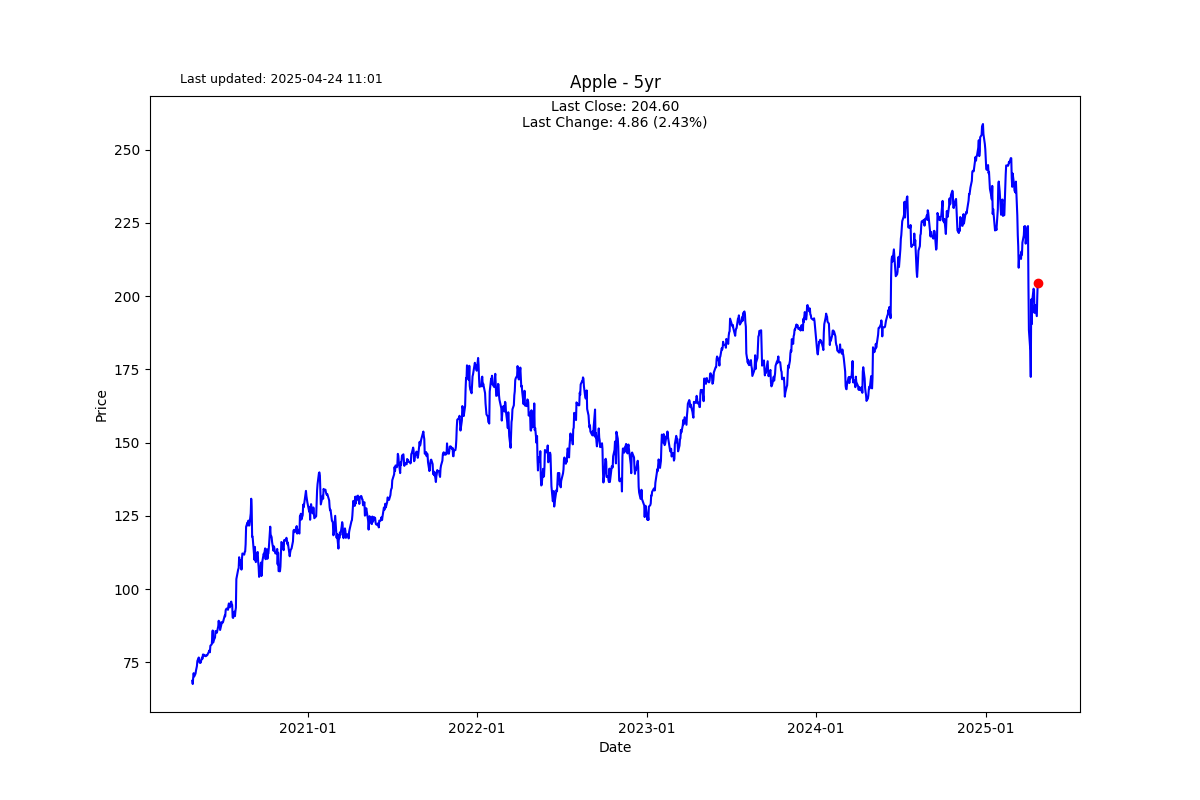 Last updated: 2025-04-24 11:01
Apple - 5yr
Last Close: 204.60
Last Change: 4.86 (2.43%)
250
225
200
175
150
125
100
75
Price
2021-01
2022-01
2023-01
2024-01
2025-01
Date